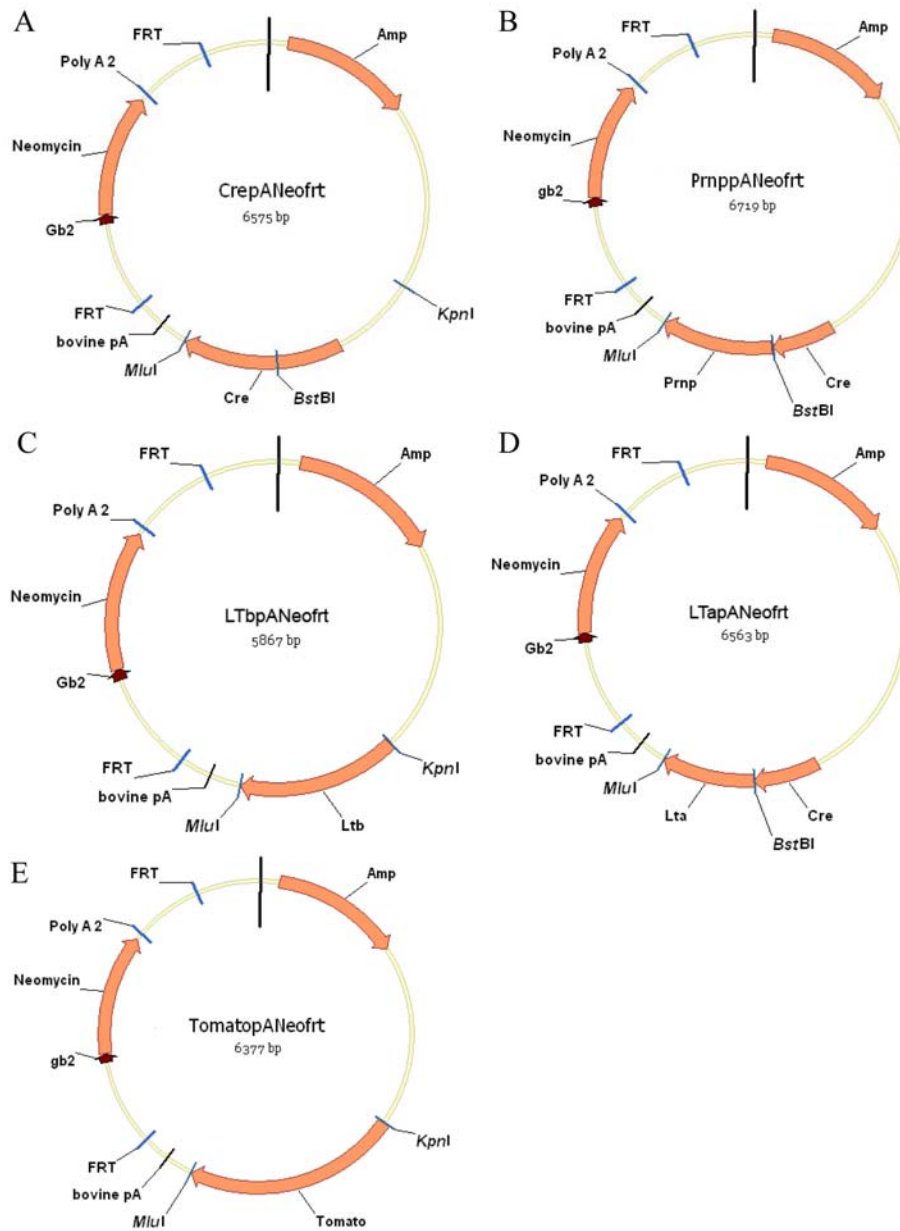 A
FRT
Amp
Poly A 2
Neomycin
CrepANeofrt
6575 bp
Gb2
KpnI
FRT
bovine pA
MluI
Cre
BstBI
B
FRT
Amp
Poly A 2
Neomycin
PrnppANeofrt
6719 bp
gb2
FRT
bovine pA
MluI
Prnp
Cre
BstBI
C
FRT
Amp
Poly A 2
Neomycin
LTbpANeofrt
5867 bp
Gb2
KpnI
FRT
bovine pA
MluI
Ltb
D
FRT
Amp
Poly A 2
Neomycin
LTapANeofrt
6563 bp
Gb2
FRT
bovine pA
MluI
Lta
Cre
BstBI
E
FRT
Amp
Poly A 2
Neomycin
TomatopANeofrt
6377 bp
gb2
KpnI
FRT
bovine pA
MluI
Tomato